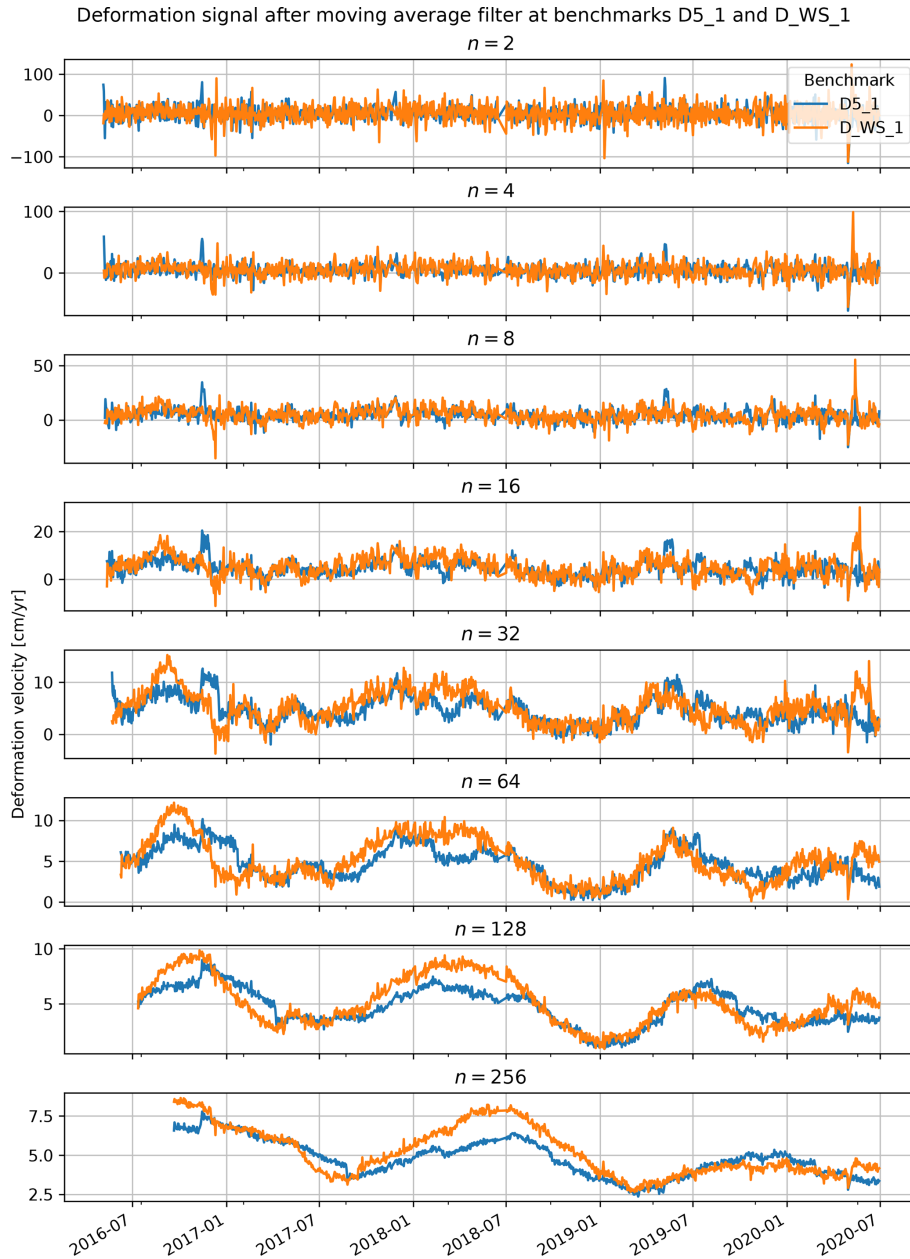 Deformation signal after moving average filter at benchmarks D5_1 and D_WS_1
n = 2
100
0
−100
Benchmark
D5_1
D_WS_1
n = 4
100
0
n = 8
50
0
n = 16
20
0
n = 32
10
0
Deformation velocity [cm/yr]
n = 64
10
5
0
n = 128
10
5
n = 256
7.5
5.0
2.5
2016-07
2017-01
2017-07
2018-01
2018-07
2019-01
2019-07
2020-01
2020-07